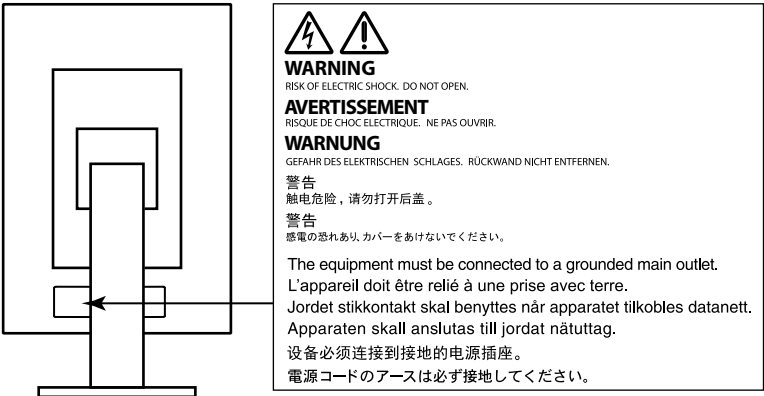 WARNING
RISK OF ELECTRIC SHOCK. DO NOT OPEN.
AVERTISSEMENT
RISQUE DE CHOC ELECTRIQUE. NE PAS OUVRIR.
WARNUNG
GEFAHR DES ELEKTRISCHEN SCHLAGES. RÜCKWAND NICHT ENTFERNEN.
警告
触电危险，请勿打开后盖。
警告
感電の恐れあり、カバーをあけないでください。
The equipment must be connected to a grounded main outlet.
L'appareil doit être relié à une prise avec terre.
Jordet stikkontakt skal benyttes når apparatet tilkobles datanett.
Apparaten skall anslutas till jordat nätuttag.
设备必须连接到接地的电源插座。
電源コードのアースは必ず接地してください。